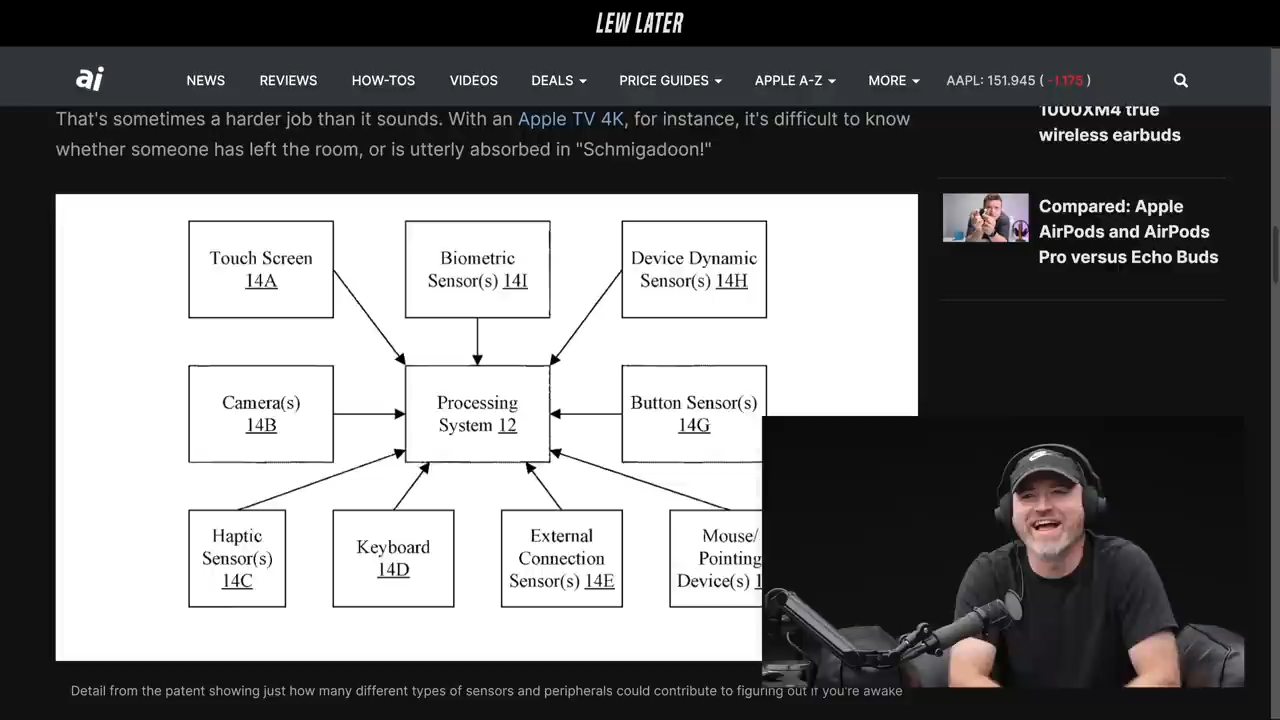 LEW LATER
ai
NEWS REVIEWS HOW-TOS VIDEOS DEALS PRICE GUIDES APPLE A-Z MORE AAPL: 151.945 ( -1.175 )
That's sometimes a harder job than it sounds. With an Apple TV 4K, for instance, it's difficult to know
whether someone has left the room, or is utterly absorbed in "Schmigadoon!"
1000XM4 true
wireless earbuds
Compared: Apple
AirPods and AirPods
Pro versus Echo Buds
Touch Screen
14A
Biometric
Sensor(s) 14I
Device Dynamic
Sensor(s) 14H
Camera(s)
14B
Processing
System 12
Button Sensor(s)
14G
Haptic
Sensor(s)
14C
Keyboard
14D
External
Connection
Sensor(s) 14E
Mouse/
Pointing
Device(s) 1
Detail from the patent showing just how many different types of sensors and peripherals could contribute to figuring out if you're awake